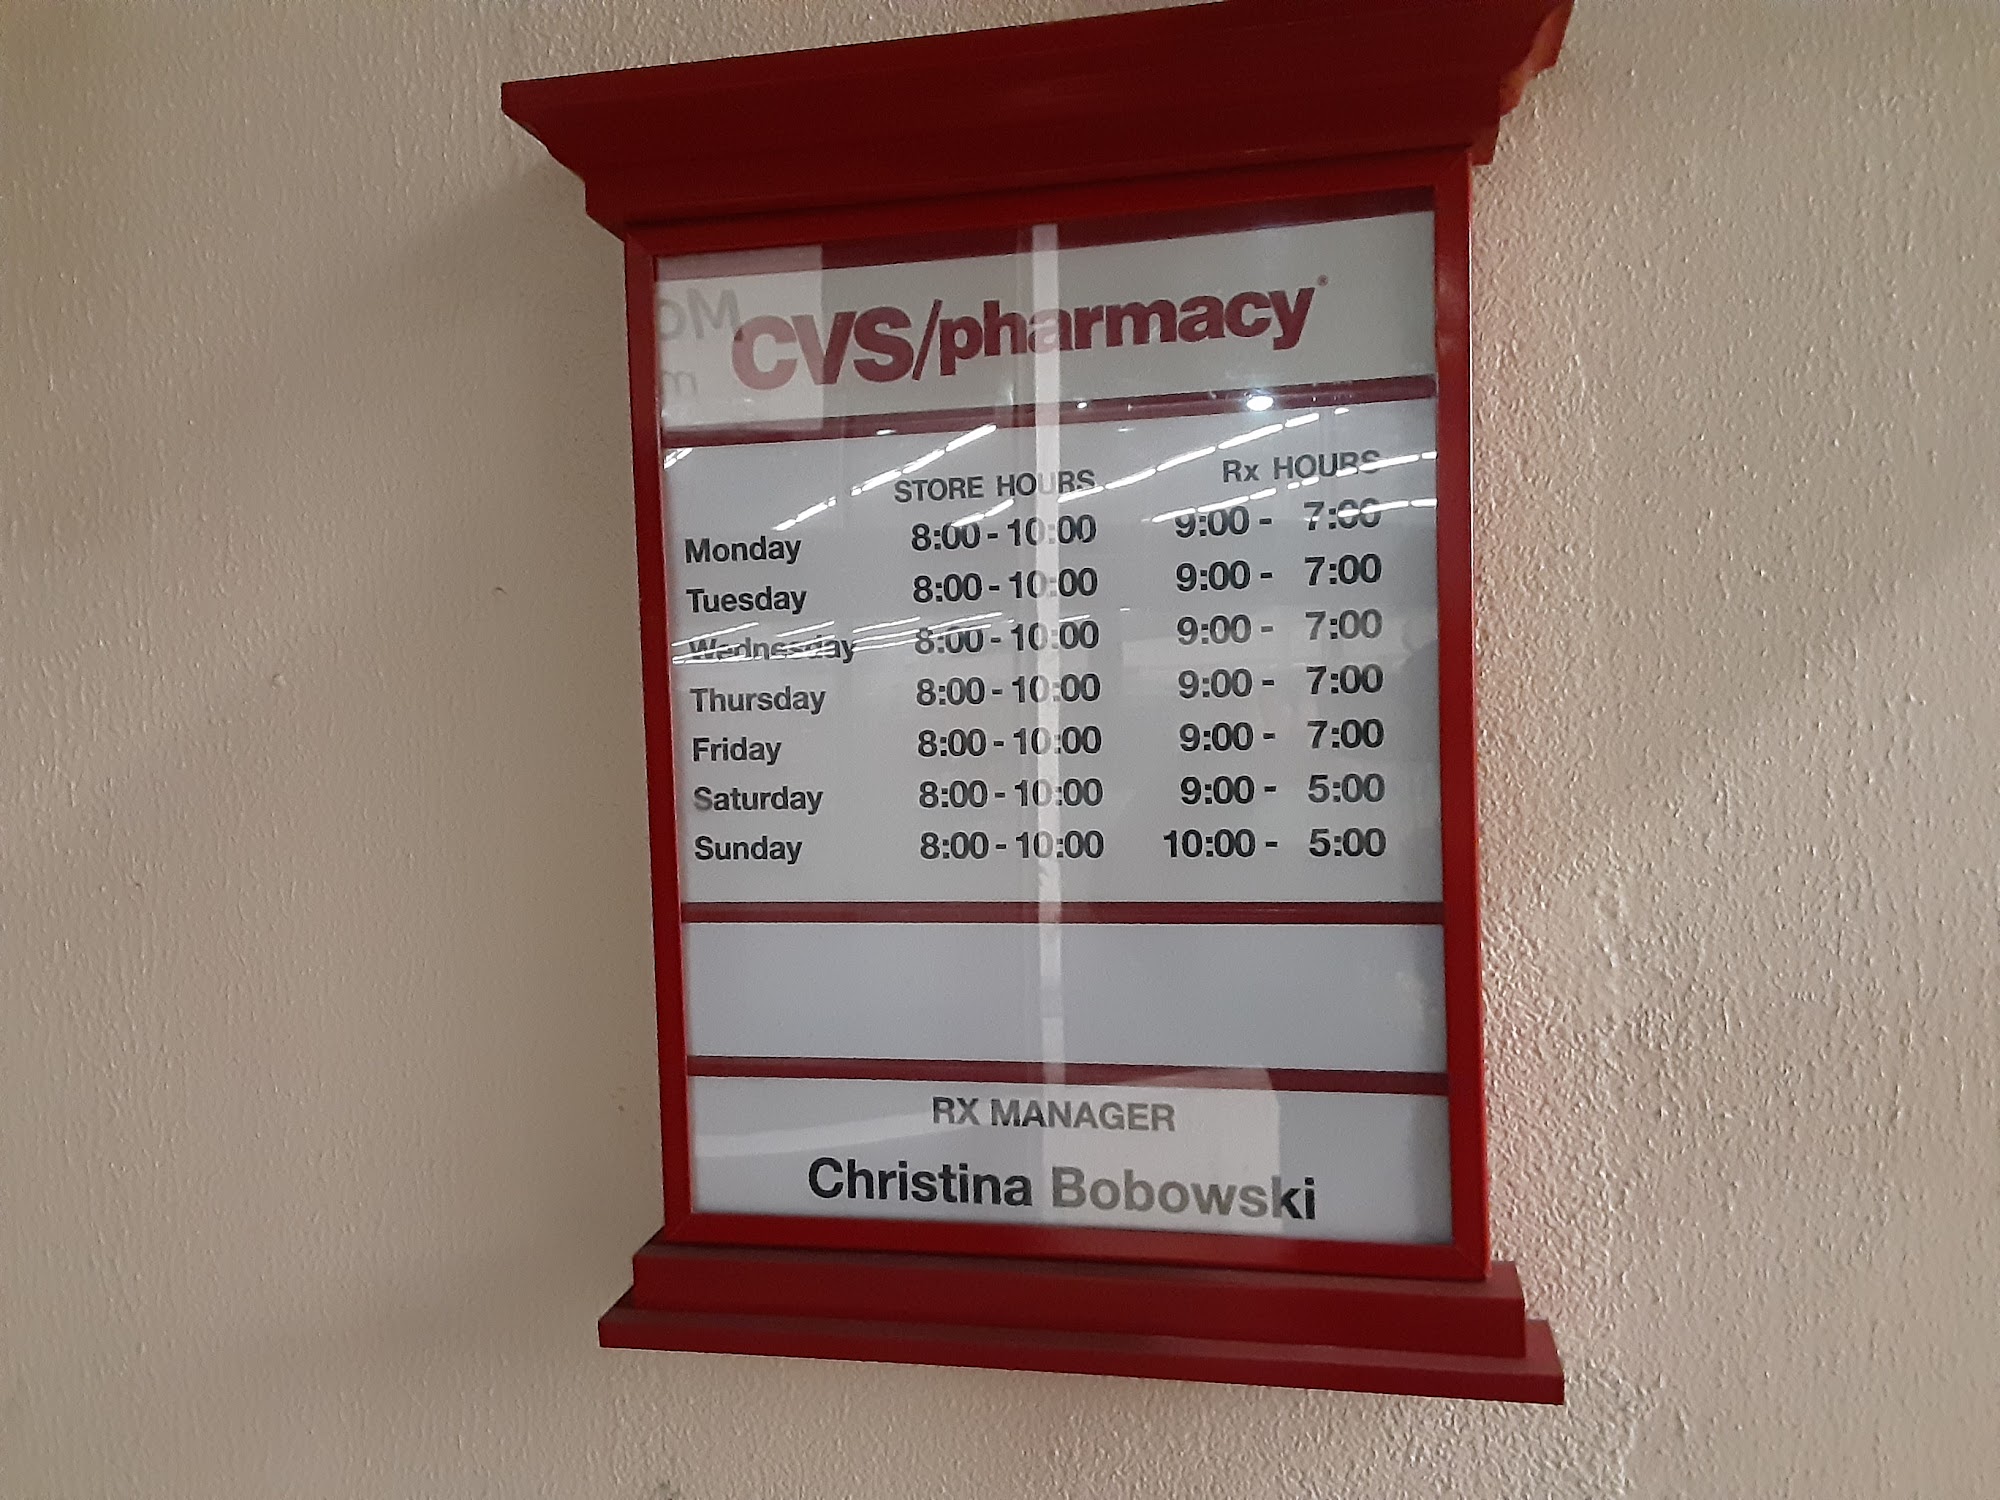 CVS/pharmacy®
STORE HOURS Rx HOURS
Monday 8:00 - 10:00 9:00 - 7:00
Tuesday 8:00 - 10:00 9:00 - 7:00
Wednesday 8:00 - 10:00 9:00 - 7:00
Thursday 8:00 - 10:00 9:00 - 7:00
Friday 8:00 - 10:00 9:00 - 7:00
Saturday 8:00 - 10:00 9:00 - 5:00
Sunday 8:00 - 10:00 10:00 - 5:00
RX MANAGER
Christina Bobowski